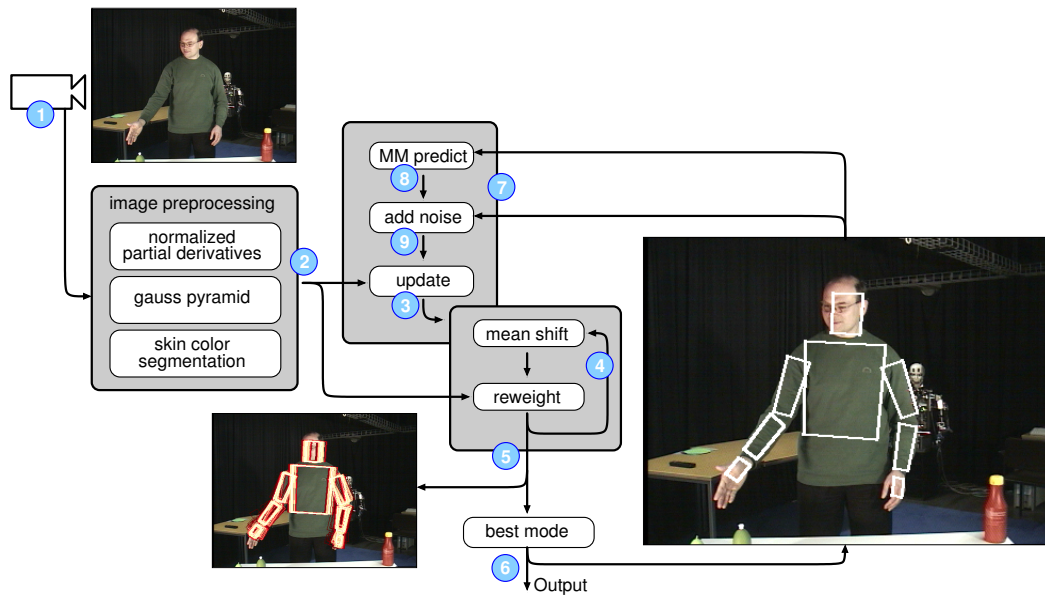 1
MM predict
8
7
image preprocessing
add noise
normalized
partial derivatives
9
2
update
gauss pyramid
3
mean shift
skin color
segmentation
4
reweight
5
best mode
6
Output